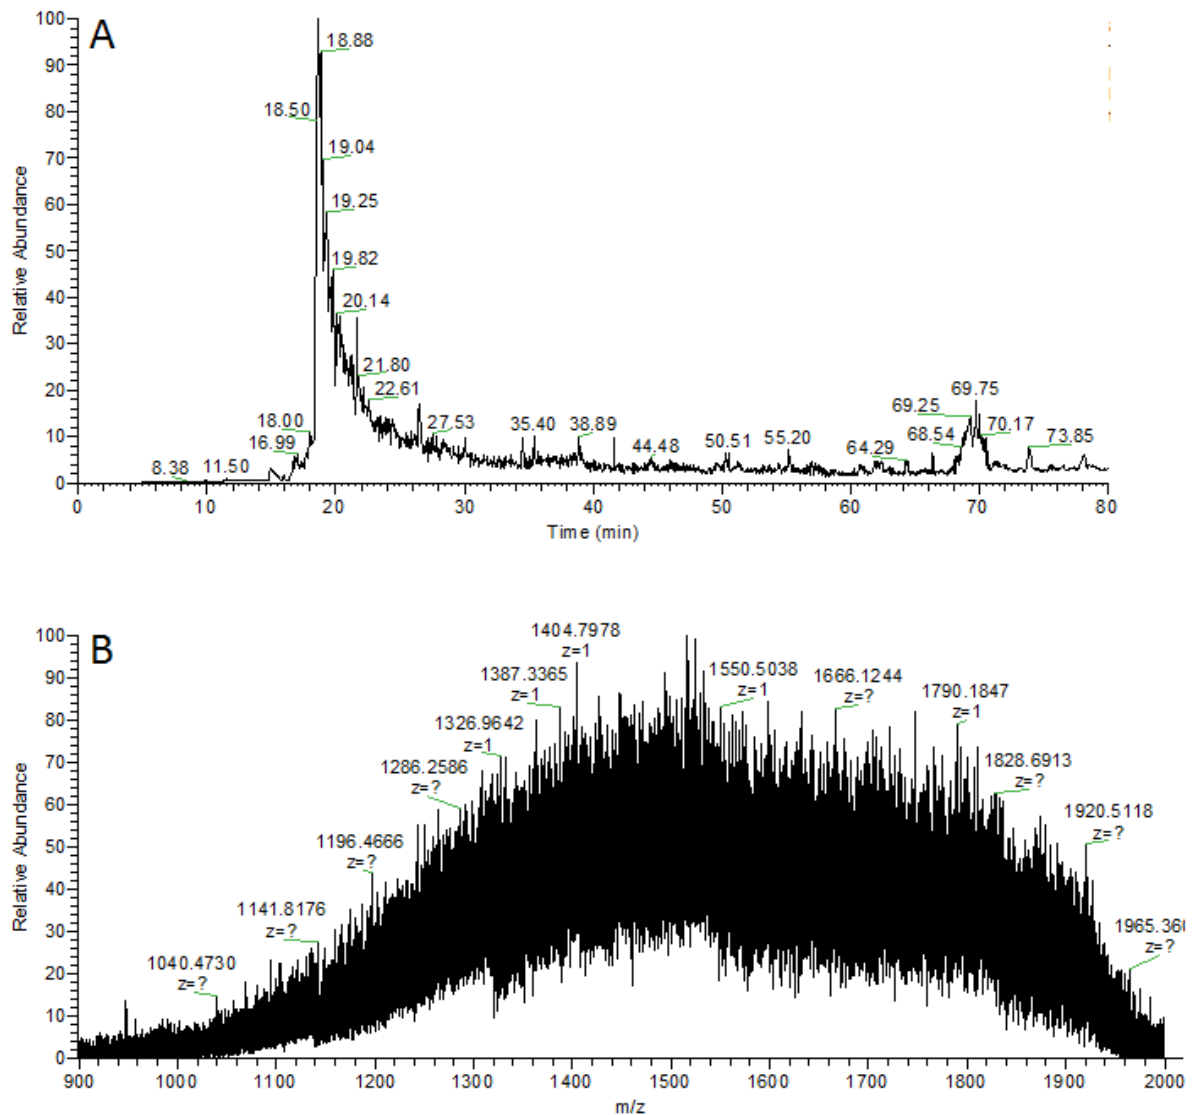 A
100
90
80
70
60
50
40
30
20
10
0
Relative Abundance
18.88
18.50
19.04
19.25
19.82
20.14
21.80
22.61
18.00
16.99
8.38
11.50
27.53
35.40
38.89
44.48
50.51
55.20
64.29
68.54
69.25
69.75
70.17
73.85
0 10 20 30 40 50 60 70 80
Time (min)
B
100
90
80
70
60
50
40
30
20
10
0
Relative Abundance
1404.7978
z=1
1387.3365
z=1
1326.9642
z=1
1286.2586
z=?
1196.4666
z=?
1141.8176
z=?
1040.4730
z=?
1550.5038
z=1
1666.1244
z=?
1790.1847
z=1
1828.6913
z=?
1920.5118
z=?
1965.36
z=?
900 1000 1100 1200 1300 1400 1500 1600 1700 1800 1900 2000
m/z